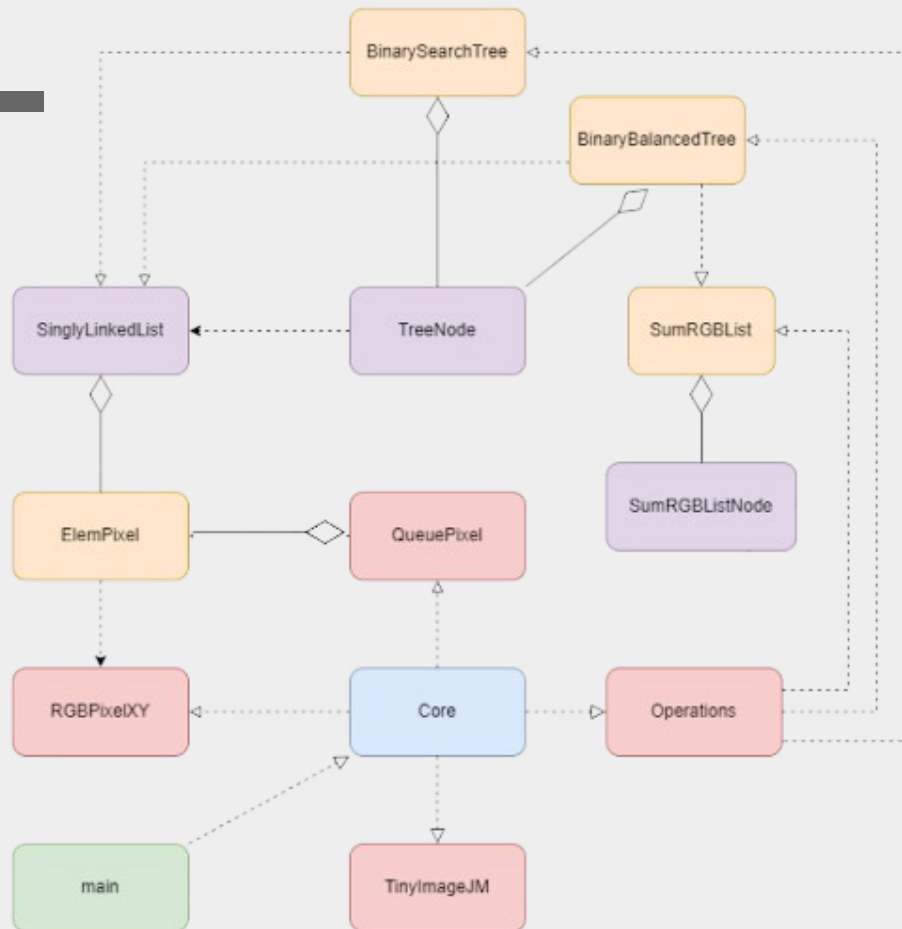 BinarySearchTree
BinaryBalancedTree
SinglyLinkedList
TreeNode
SumRGBList
SumRGBListNode
ElemPixel
QueuePixel
RGBPixelXY
Core
Operations
main
TinyImageJM